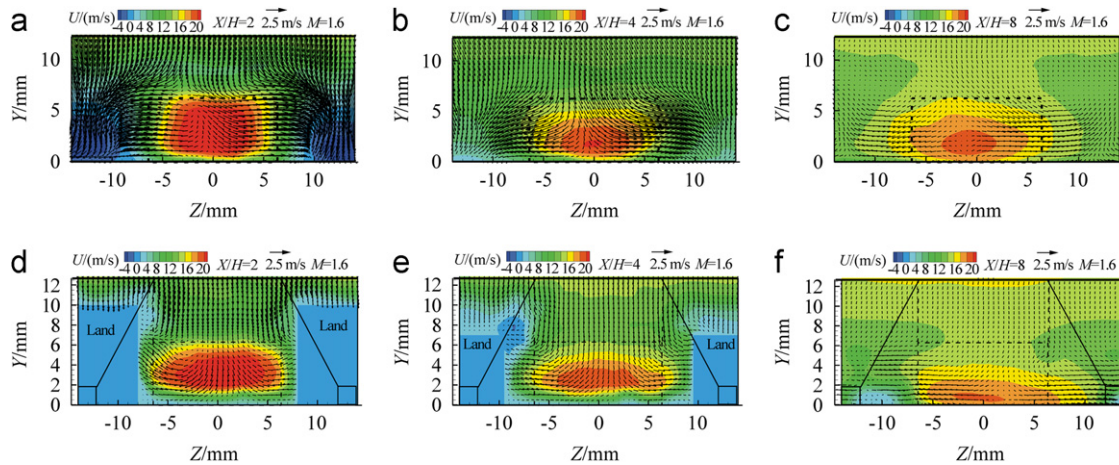 a
U/(m/s)
-4 0 4 8 12 16 20
X/H=2
2.5 m/s
M=1.6
Y/mm
10
5
0
-10 -5 0 5 10
Z/mm
b
U/(m/s)
-4 0 4 8 12 16 20
X/H=4
2.5 m/s
M=1.6
Y/mm
10
5
0
-10 -5 0 5 10
Z/mm
c
U/(m/s)
-4 0 4 8 12 16 20
X/H=8
2.5 m/s
M=1.6
Y/mm
10
5
0
-10 -5 0 5 10
Z/mm
d
U/(m/s)
-4 0 4 8 12 16 20
X/H=2
2.5 m/s
M=1.6
Y/mm
12
10
8
6
4
2
0
Land
Land
-10 -5 0 5 10
Z/mm
e
U/(m/s)
-4 0 4 8 12 16 20
X/H=4
2.5 m/s
M=1.6
Y/mm
12
10
8
6
4
2
0
Land
Land
-10 -5 0 5 10
Z/mm
f
U/(m/s)
-4 0 4 8 12 16 20
X/H=8
2.5 m/s
M=1.6
Y/mm
12
10
8
6
4
2
0
-10 -5 0 5 10
Z/mm